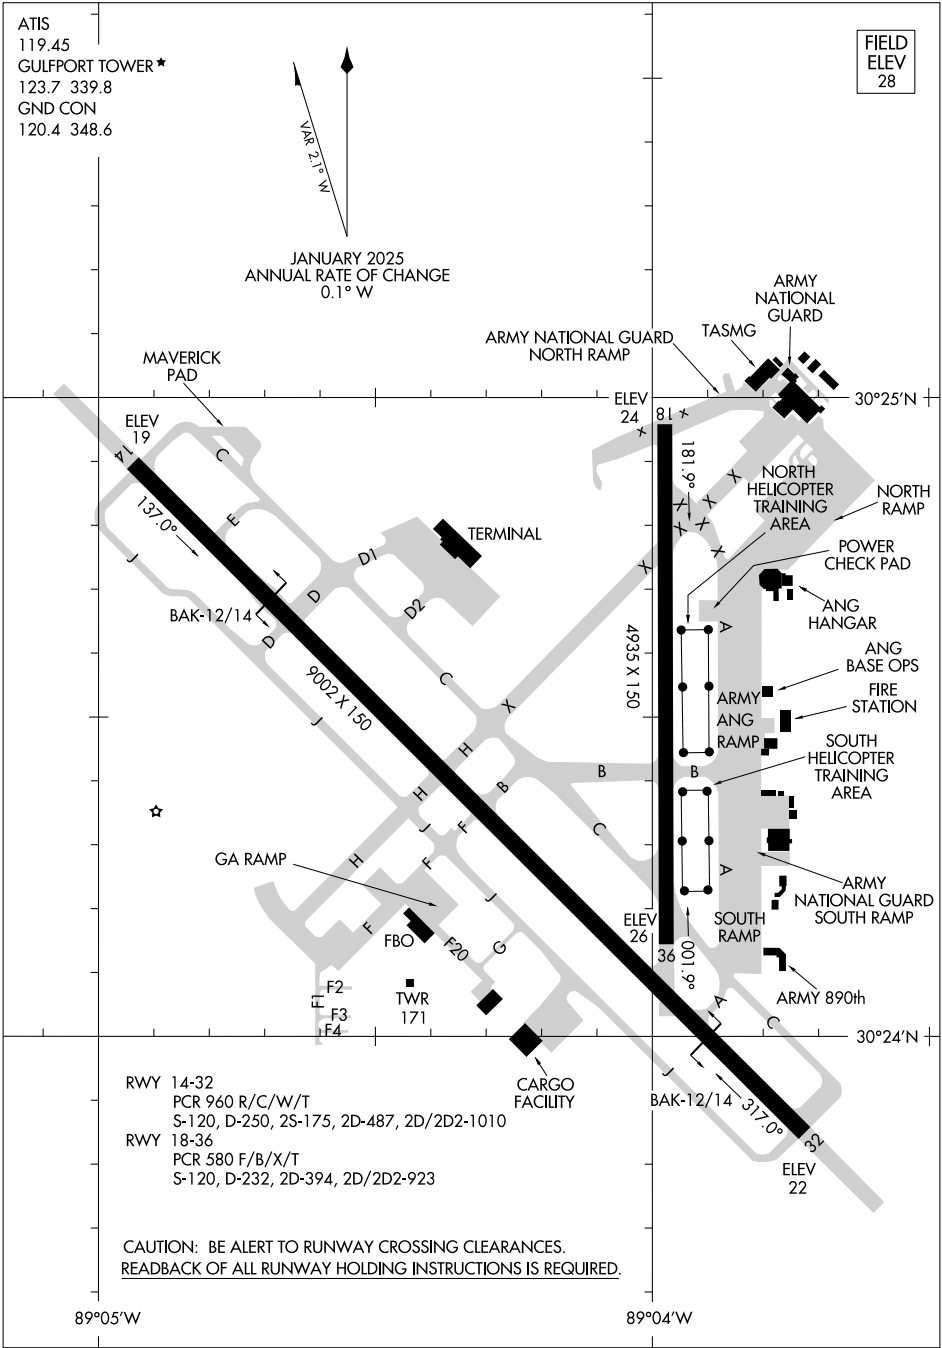 ATIS
119.45
GULFPORT TOWER
123.7 339.8
GND CON
120.4 348.6
FIELD
ELEV
28
VAR 2.1° W
JANUARY 2025
ANNUAL RATE OF CHANGE
0.1° W
ARMY
NATIONAL
GUARD
TASMG
ARMY NATIONAL GUARD
NORTH RAMP
MAVERICK
PAD
30°25'N
ELEV
24
18
X
X
ELEV
19
14
C
181.9°
X
X
X
X
X
X
X
X
NORTH
HELICOPTER
TRAINING
AREA
NORTH
RAMP
137.0°
E
TERMINAL
POWER
CHECK PAD
J
D1
D
D2
BAK-12/14
D
ANG
HANGAR
A
4935 X 150
ANG
BASE OPS
C
9002 X 150
J
X
ARMY
ANG
RAMP
FIRE
STATION
H
B
B
B
SOUTH
HELICOPTER
TRAINING
AREA
H
J
F
C
H
F
GA RAMP
J
A
ARMY
NATIONAL GUARD
SOUTH RAMP
F
FBO
F20
G
ELEV
26
36
SOUTH
RAMP
001.9°
F2
F1
F3
F4
TWR
171
ARMY 890th
A
C
30°24'N
CARGO
FACILITY
J
BAK-12/14
317.0°
32
ELEV
22
RWY 14-32
PCR 960 R/C/W/T
S-120, D-250, 2S-175, 2D-487, 2D/2D2-1010
RWY 18-36
PCR 580 F/B/X/T
S-120, D-232, 2D-394, 2D/2D2-923
CAUTION: BE ALERT TO RUNWAY CROSSING CLEARANCES.
READBACK OF ALL RUNWAY HOLDING INSTRUCTIONS IS REQUIRED.
89°05'W
89°04'W